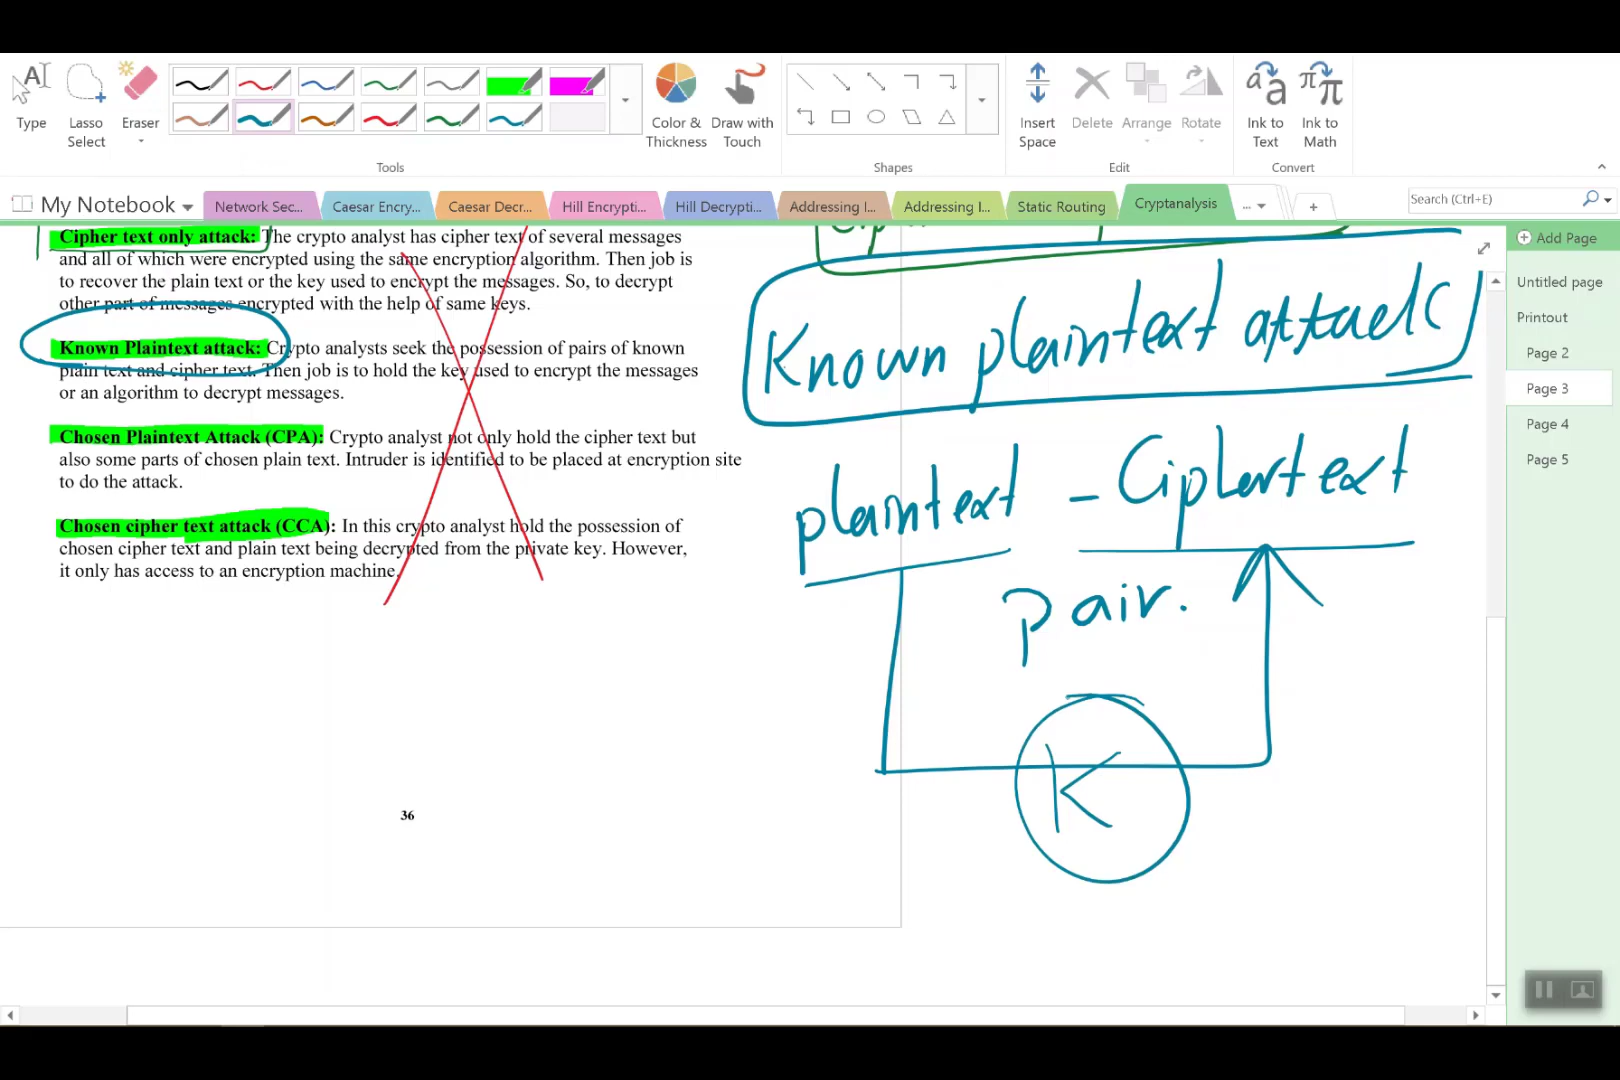 Type
Lasso
Select
Eraser
Color &
Thickness
Draw with
Touch
Insert
Space
Delete
Arrange
Rotate
Ink to
Text
Ink to
Math
Tools
Shapes
Edit
Convert
My Notebook
Network Sec...
Caesar Encry...
Caesar Decr...
Hill Encrypti...
Hill Decrypti...
Addressing I...
Addressing I...
Static Routing
Cryptanalysis
...
+
Search (Ctrl+E)
Add Page
Untitled page
Printout
Page 2
Page 3
Page 4
Page 5
Cipher text only attack: The crypto analyst has cipher text of several messages
and all of which were encrypted using the same encryption algorithm. Then job is
to recover the plain text or the key used to encrypt the messages. So, to decrypt
other part of messages encrypted with the help of same keys.
Known Plaintext attack: Crypto analysts seek the possession of pairs of known
plain text and cipher text. Then job is to hold the key used to encrypt the messages
or an algorithm to decrypt messages.
Chosen Plaintext Attack (CPA): Crypto analyst not only hold the cipher text but
also some parts of chosen plain text. Intruder is identified to be placed at encryption site
to do the attack.
Chosen cipher text attack (CCA): In this crypto analyst hold the possession of
chosen cipher text and plain text being decrypted from the private key. However,
it only has access to an encryption machine.
36
Known plaintext attack
plaintext - Ciphertext
pair.
K